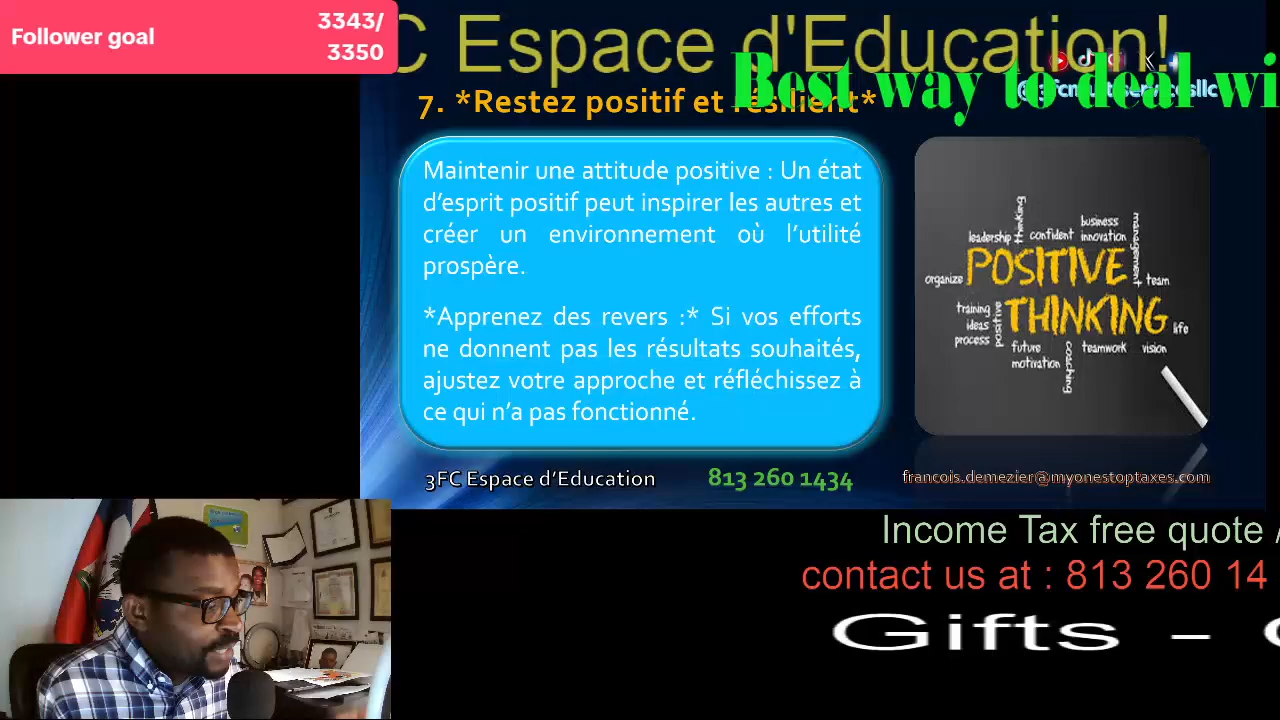 Follower goal
3343/
3350
C Espace d'Education!
Best way to deal wi
7. *Restez positif et résilient*
Maintenir une attitude positive : Un état
d'esprit positif peut inspirer les autres et
créer un environnement où l'utilité
prospère.
*Apprenez des revers :* Si vos efforts
ne donnent pas les résultats souhaités,
ajustez votre approche et réfléchissez à
ce qui n'a pas fonctionné.
thinking
business
management
leadership
confident
innovation
organize
POSITIVE
team
training
positive
THINKING
ideas
life
process
future
coaching
teamwork
vision
motivation
3FC Espace d'Education
813 260 1434
francois.demezier@myonestoptaxes.com
Income Tax free quote /
contact us at : 813 260 14
Gifts -